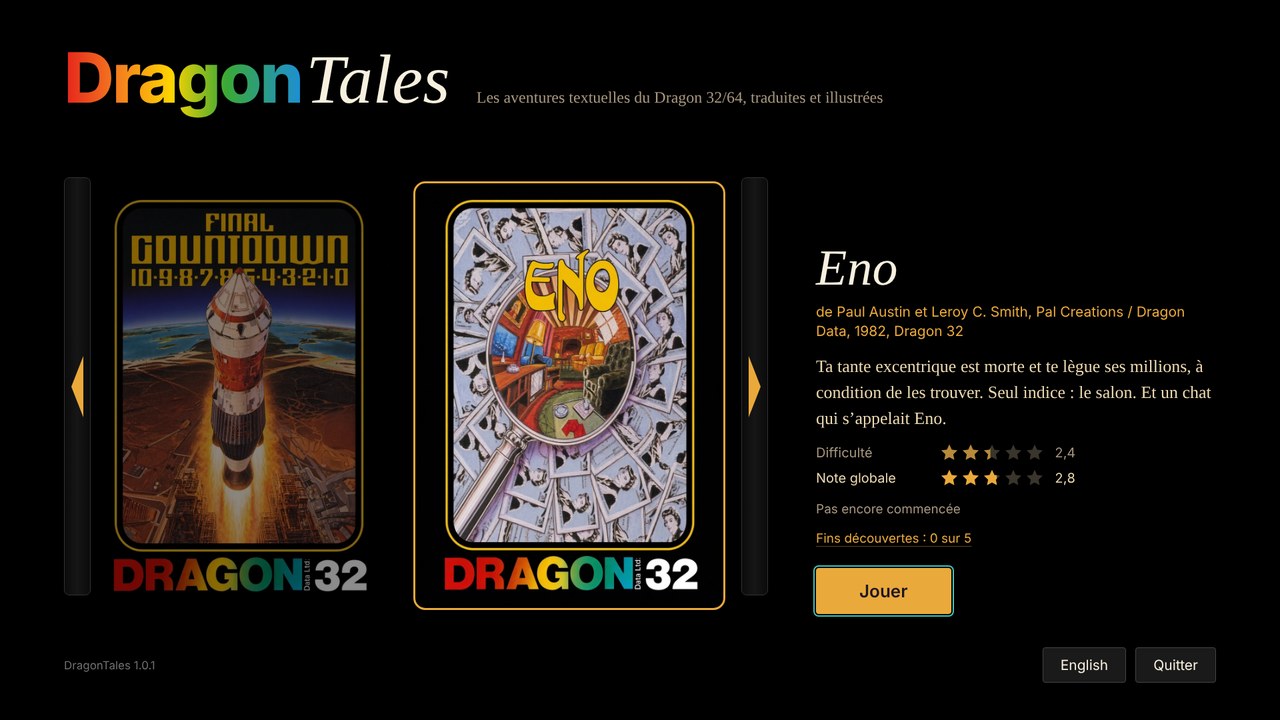 DragonTales
Les aventures textuelles du Dragon 32/64, traduites et illustrées
FINAL
COUNTDOWN
10·9·8·7·6·5·4·3·2·1·0
DRAGON Data Ltd. 32
ENO
DRAGON Data Ltd. 32
Eno
de Paul Austin et Leroy C. Smith, Pal Creations / Dragon
Data, 1982, Dragon 32
Ta tante excentrique est morte et te lègue ses millions, à
condition de les trouver. Seul indice : le salon. Et un chat
qui s’appelait Eno.
Difficulté 2,4
Note globale 2,8
Pas encore commencée
Fins découvertes : 0 sur 5
Jouer
DragonTales 1.0.1
English
Quitter